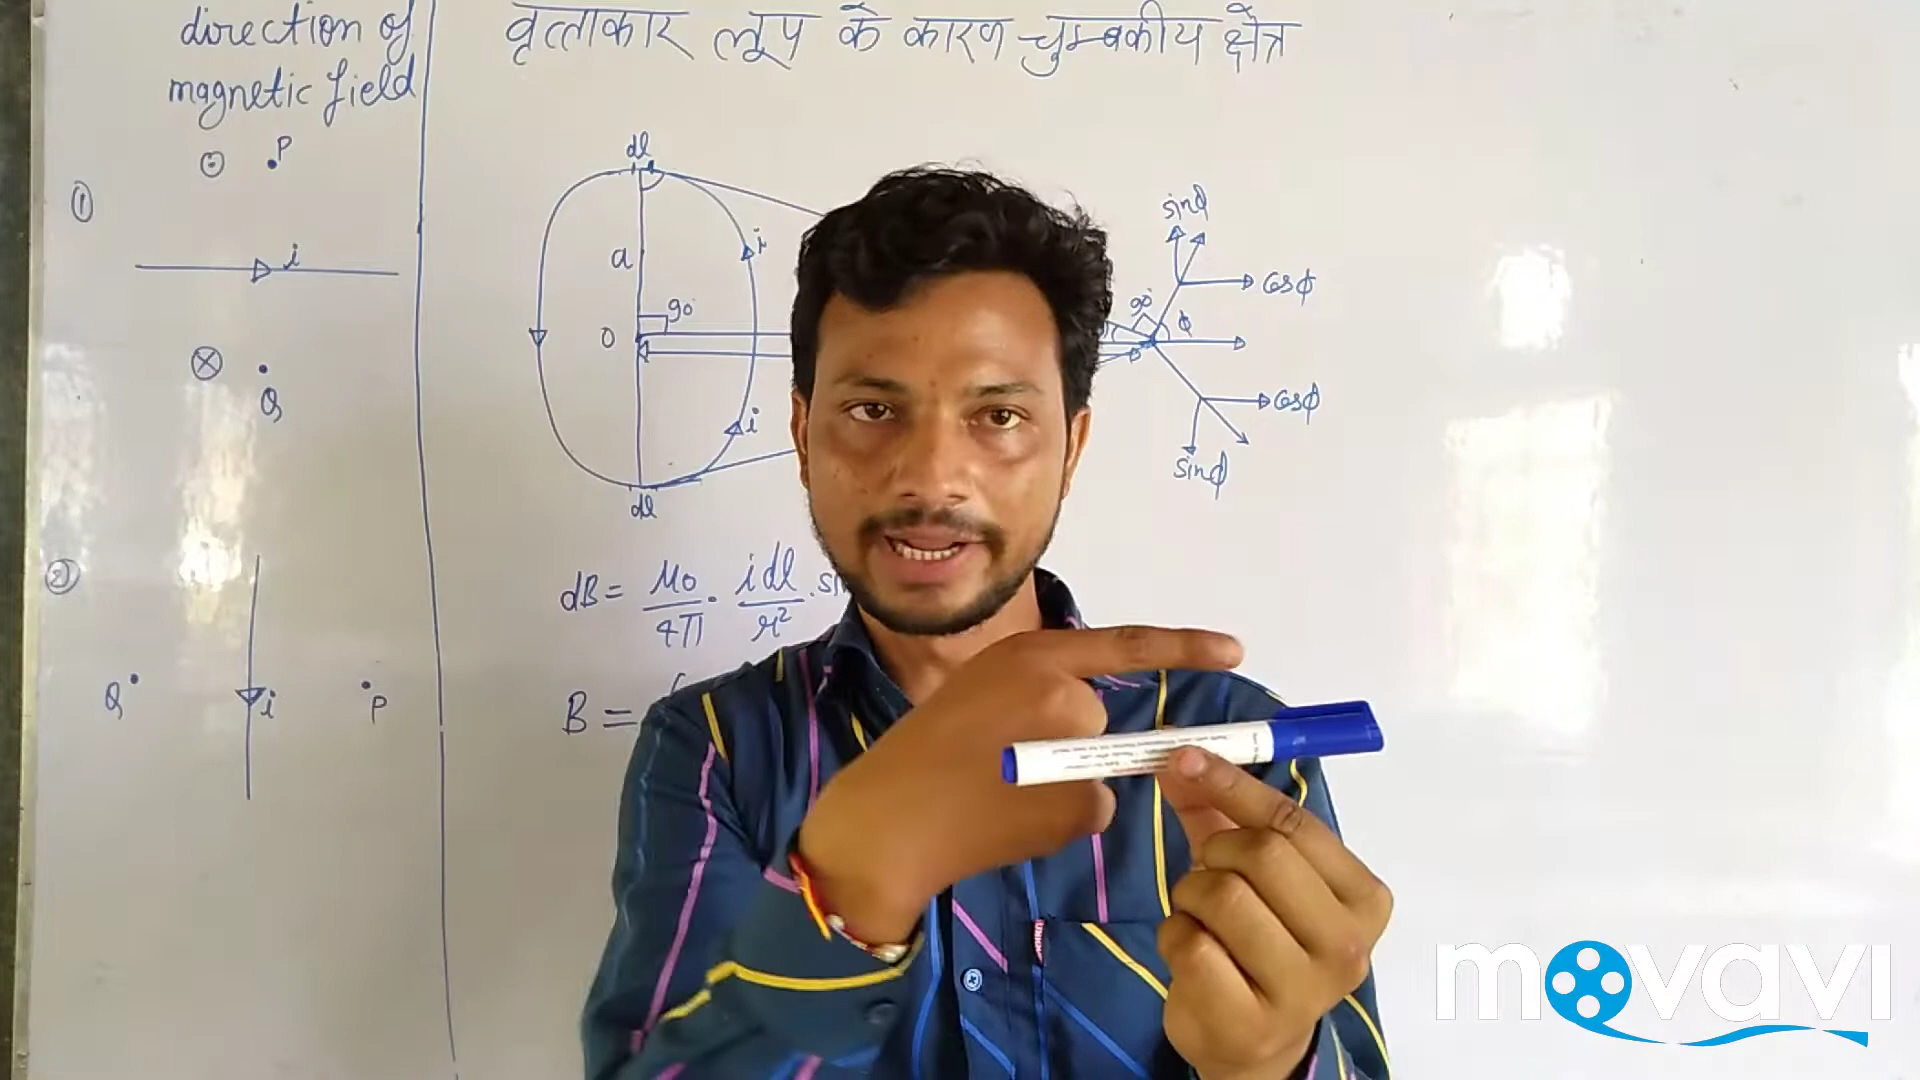 direction of
magnetic field
⊙ .P
①
i
⊗ .
Q
②
Q . i . P
वृत्ताकार लूप के कारण चुम्बकीय क्षेत्र
dl
a
i
90°
O
i
dl
sinϕ
90° ϕ
cosϕ
cosϕ
sinϕ
dB = μ0/4π . idl/r² .
B =
movavi